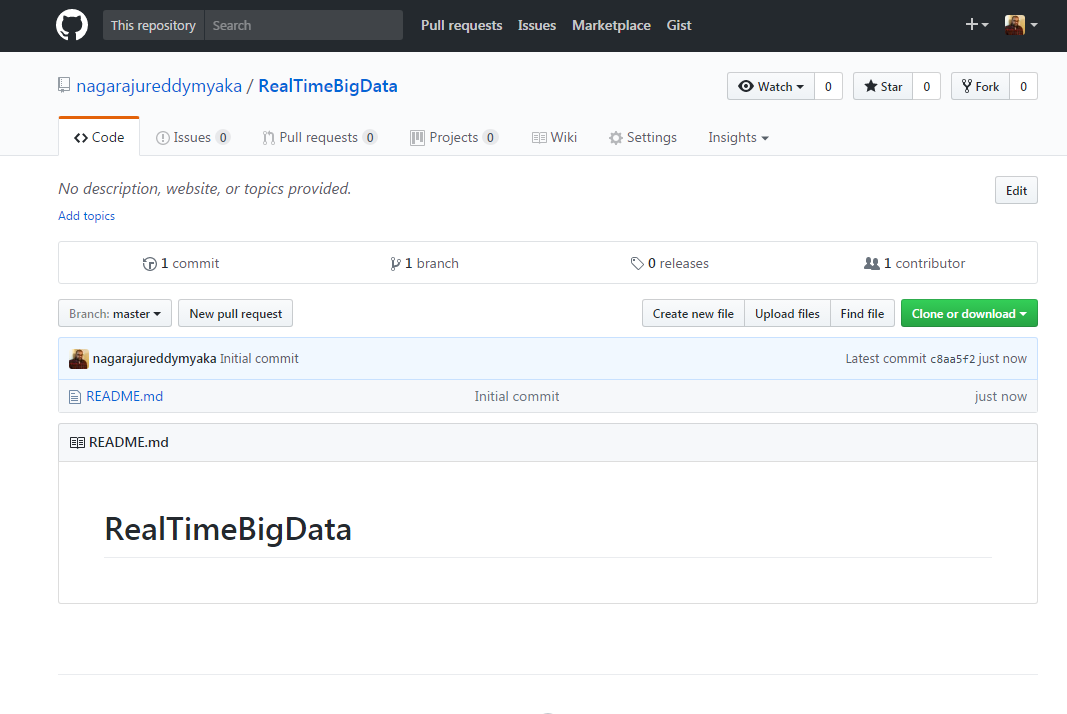 This repository Search Pull requests Issues Marketplace Gist
nagarajureddymyaka / RealTimeBigData Watch 0 Star 0 Fork 0
Code Issues 0 Pull requests 0 Projects 0 Wiki Settings Insights
No description, website, or topics provided. Edit
Add topics
1 commit 1 branch 0 releases 1 contributor
Branch: master New pull request Create new file Upload files Find file Clone or download
nagarajureddymyaka Initial commit Latest commit c8aa5f2 just now
README.md Initial commit just now
README.md
RealTimeBigData